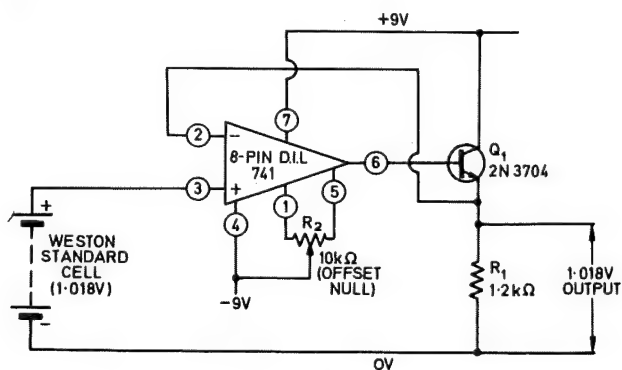 +9V
7
2
-
8-PIN D.I.L
741
6
Q1
2N 3704
3
+
4
1
5
R2
10kΩ
(OFFSET
NULL)
-9V
+
WESTON
STANDARD
CELL
(1·018V)
-
R1
1·2kΩ
1·018V
OUTPUT
0V